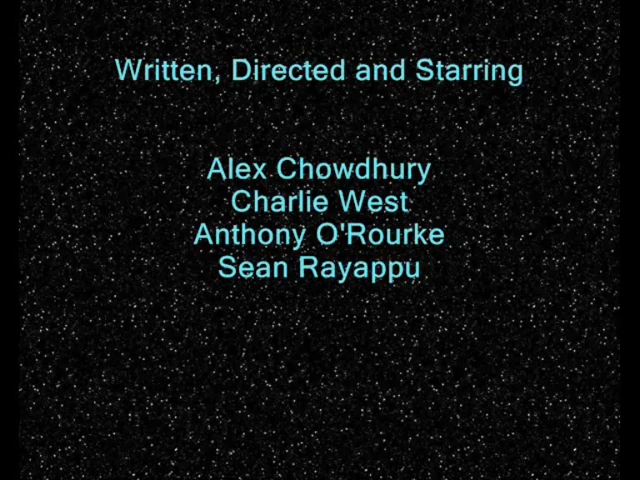 Written, Directed and Starring
Alex Chowdhury
Charlie West
Anthony O'Rourke
Sean Rayappu